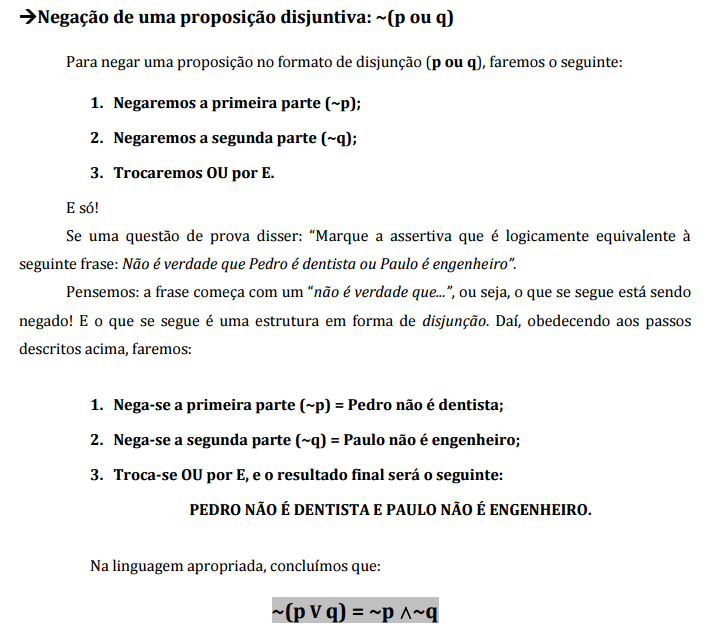 →Negação de uma proposição disjuntiva: ~(p ou q)
Para negar uma proposição no formato de disjunção (p ou q), faremos o seguinte:
1. Negaremos a primeira parte (~p);
2. Negaremos a segunda parte (~q);
3. Trocaremos OU por E.
E só!
Se uma questão de prova disser: “Marque a assertiva que é logicamente equivalente à
seguinte frase: Não é verdade que Pedro é dentista ou Paulo é engenheiro”.
Pensemos: a frase começa com um “não é verdade que...”, ou seja, o que se segue está sendo
negado! E o que se segue é uma estrutura em forma de disjunção. Daí, obedecendo aos passos
descritos acima, faremos:
1. Nega-se a primeira parte (~p) = Pedro não é dentista;
2. Nega-se a segunda parte (~q) = Paulo não é engenheiro;
3. Troca-se OU por E, e o resultado final será o seguinte:
PEDRO NÃO É DENTISTA E PAULO NÃO É ENGENHEIRO.
Na linguagem apropriada, concluímos que:
~(p V q) = ~p ∧~q